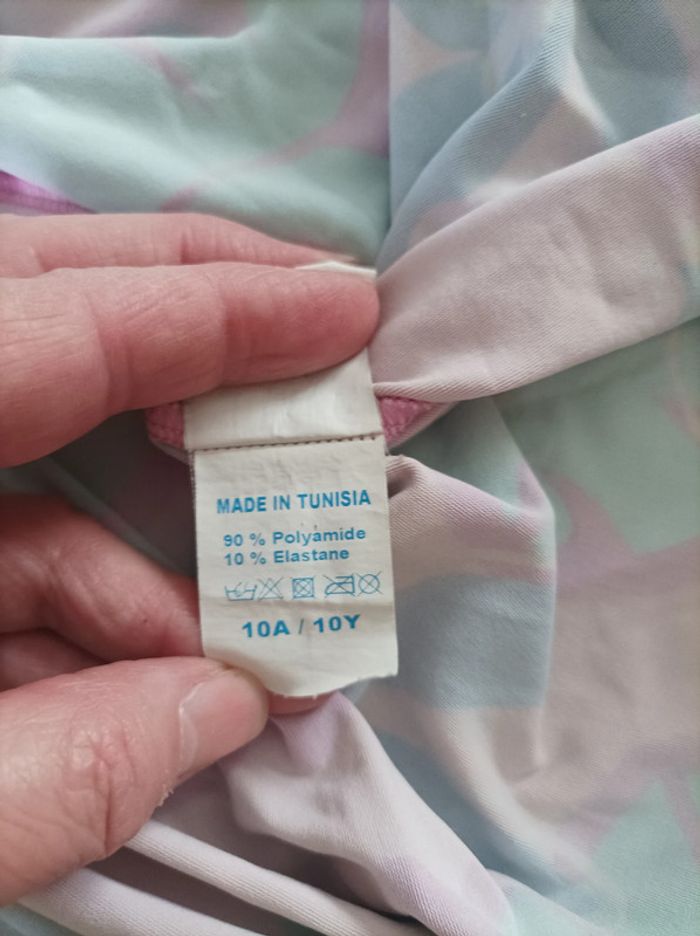 MADE IN TUNISIA
90 % Polyamide
10 % Elastane
10A / 10Y